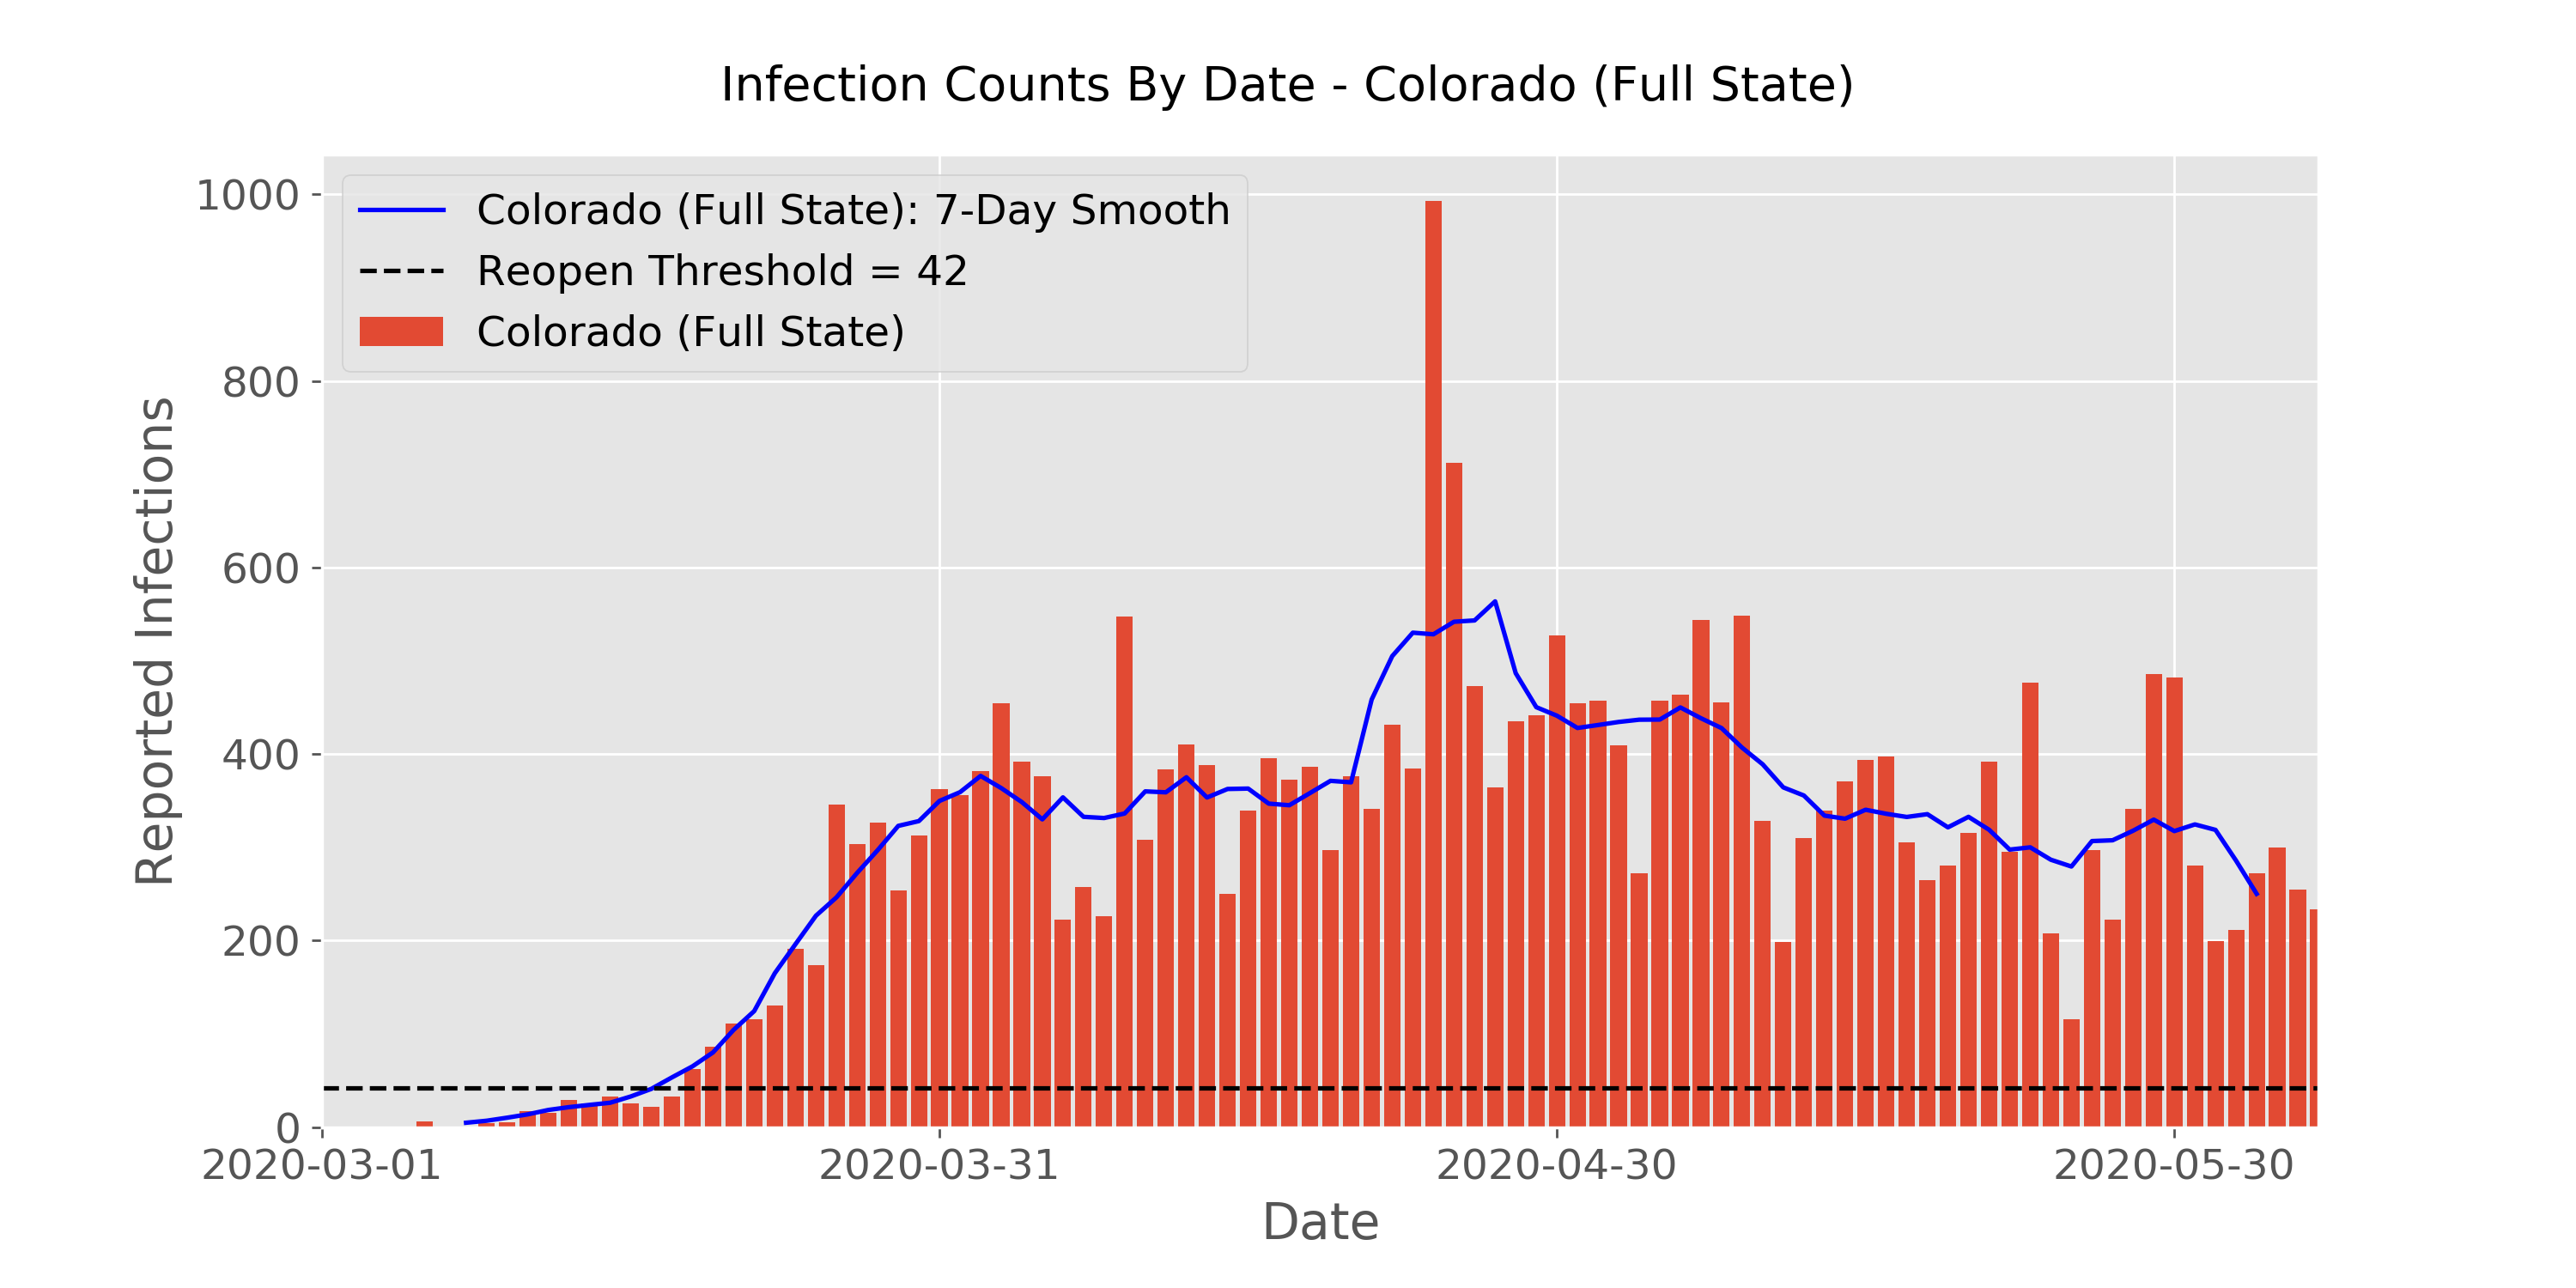 Infection Counts By Date - Colorado (Full State)
Colorado (Full State): 7-Day Smooth
Reopen Threshold = 42
Colorado (Full State)
1000
800
600
400
200
0
Reported Infections
2020-03-01 2020-03-31 2020-04-30 2020-05-30
Date